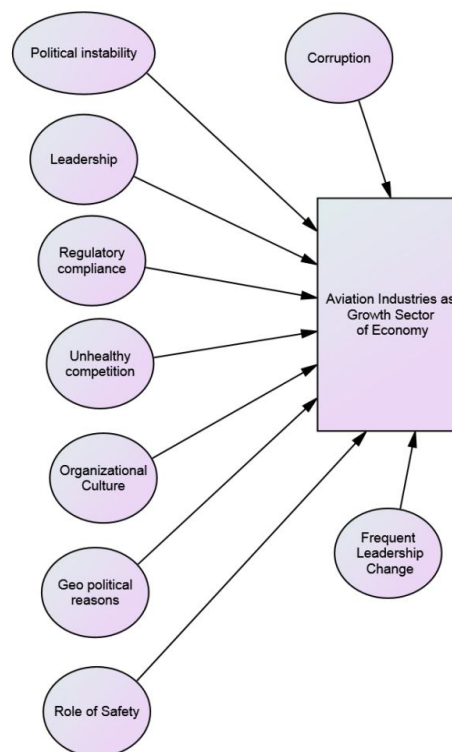 Political instability
Corruption
Leadership
Regulatory
compliance
Aviation Industries as
Growth Sector
of Economy
Unhealthy
competition
Organizational
Culture
Frequent
Leadership
Change
Geo political
reasons
Role of Safety